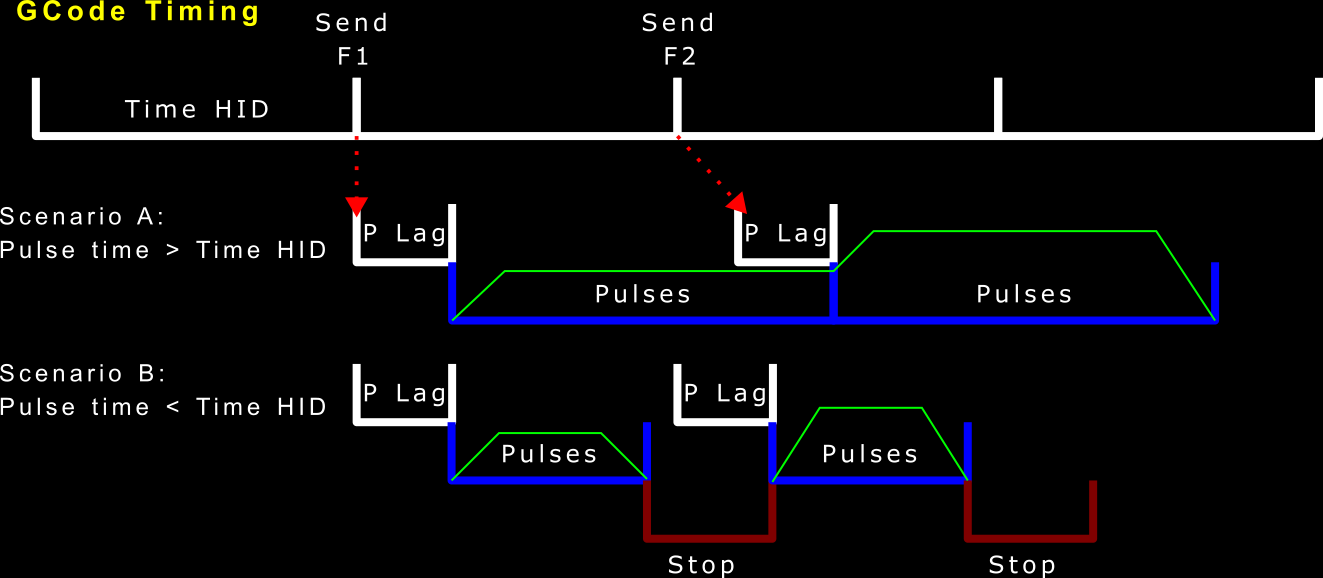 GCode Timing
Send
F1
Send
F2
Time HID
Scenario A:
Pulse time > Time HID
P Lag
P Lag
Pulses
Pulses
Scenario B:
Pulse time < Time HID
P Lag
P Lag
Pulses
Pulses
Stop
Stop